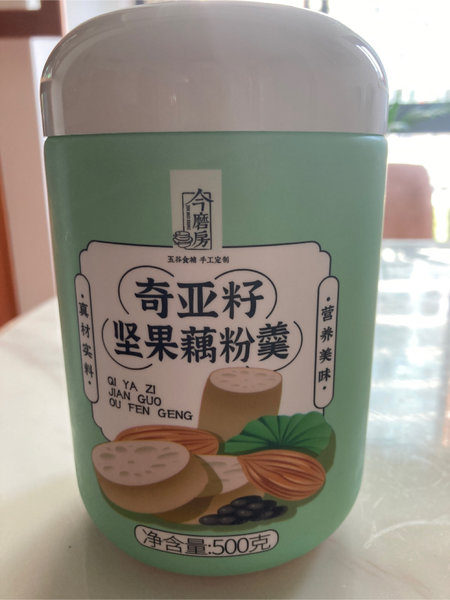 今磨房
五谷食補 手工定制
奇亚籽
坚果藕粉羹
真材实料
营养美味
QI YA ZI
JIAN GUO
OU FEN GENG
净含量:500克